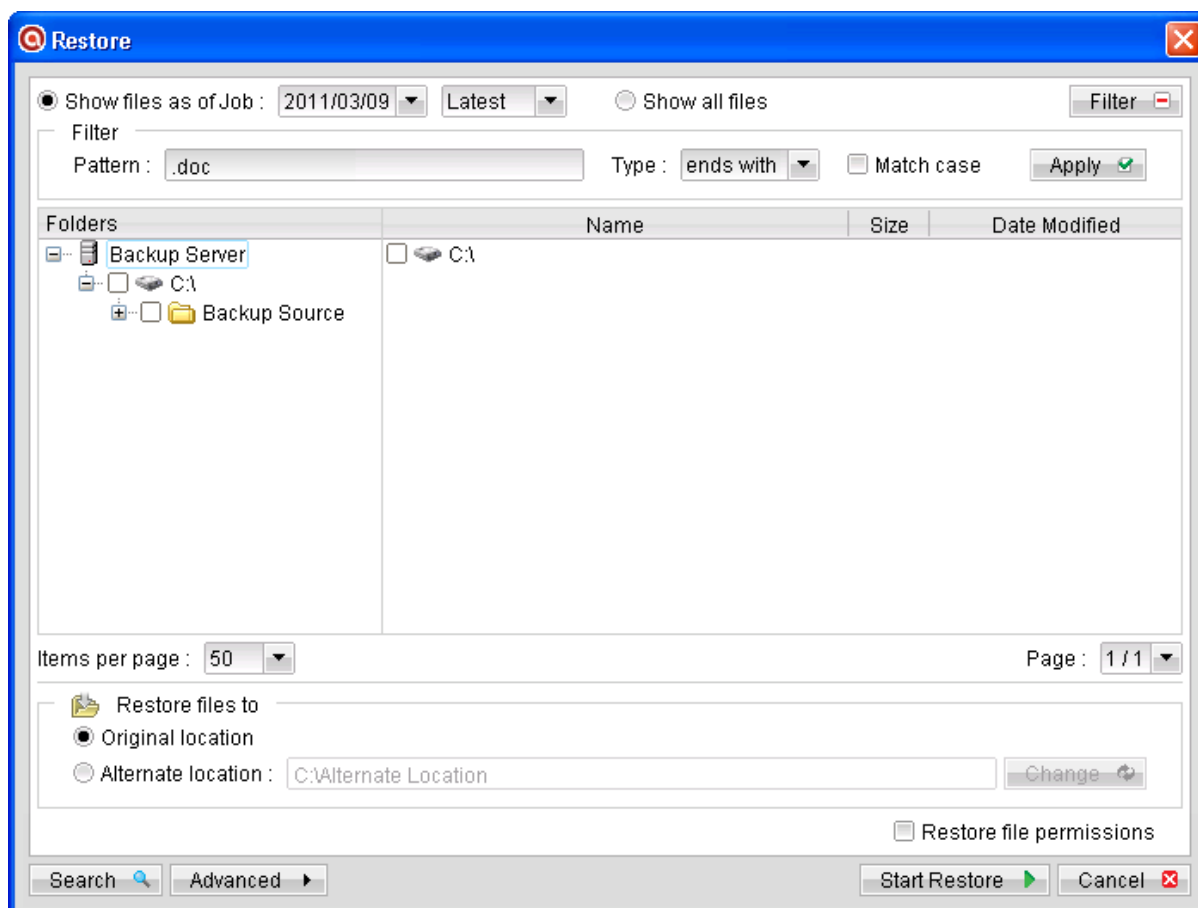 Restore
Show files as of Job : 2011/03/09 Latest Show all files Filter
Filter
Pattern : .doc Type : ends with Match case Apply
Folders Name Size Date Modified
Backup Server C:\
C:\
Backup Source
Items per page : 50 Page : 1 / 1
Restore files to
Original location
Alternate location : C:\Alternate Location Change
Restore file permissions
Search Advanced Start Restore Cancel